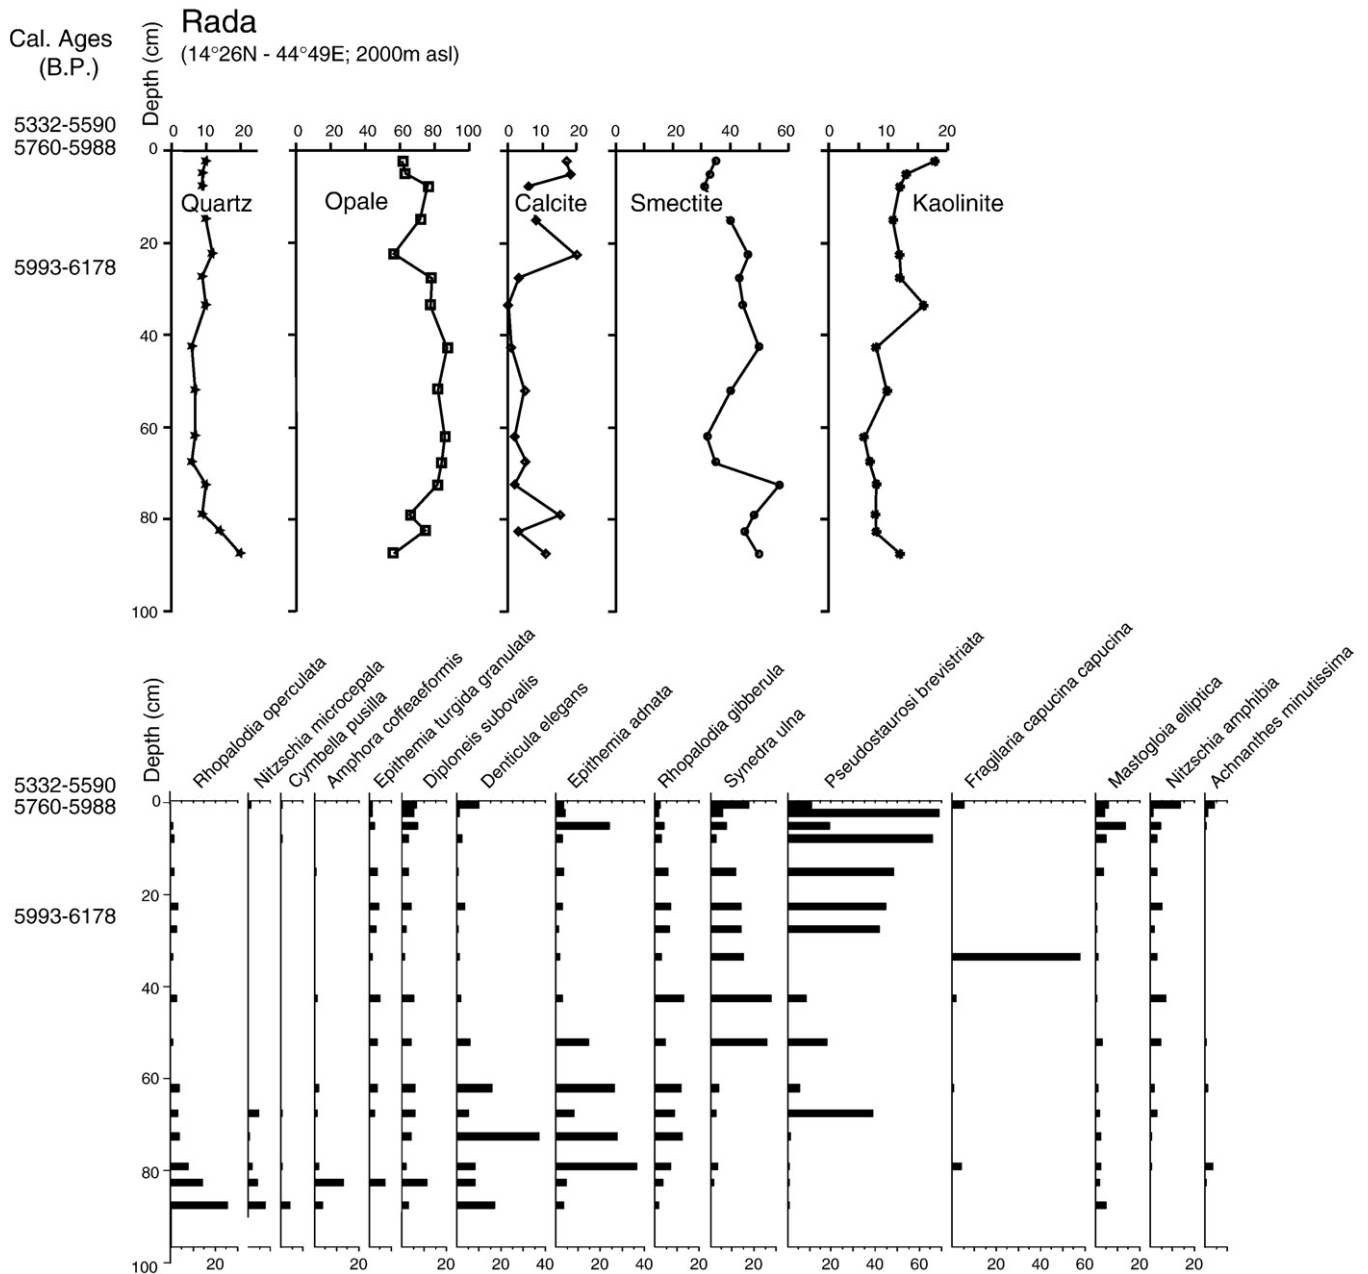 Rada
(14°26N - 44°49E; 2000m asl)
Cal. Ages
(B.P.)
Depth (cm)
5332-5590
5760-5988
5993-6178
0 10 20
0 20 40 60 80 100
0 10 20
0 20 40 60
0 10 20
0
20
40
60
80
100
Quartz
Opale
Calcite
Smectite
Kaolinite
Depth (cm)
Rhopalodia operculata
Nitzschia microcepala
Cymbella pusilla
Amphora coffeaeformis
Epithemia turgida granulata
Diploneis subovalis
Denticula elegans
Epithemia adnata
Rhopalodia gibberula
Synedra ulna
Pseudostaurosi brevistriata
Fragilaria capucina capucina
Mastogloia elliptica
Nitzschia amphibia
Achnanthes minutissima
5332-5590
5760-5988
5993-6178
0
20
40
60
80
100
20
20
20
20 40
20 40
20
20
20 40 60
20 40 60
20
20